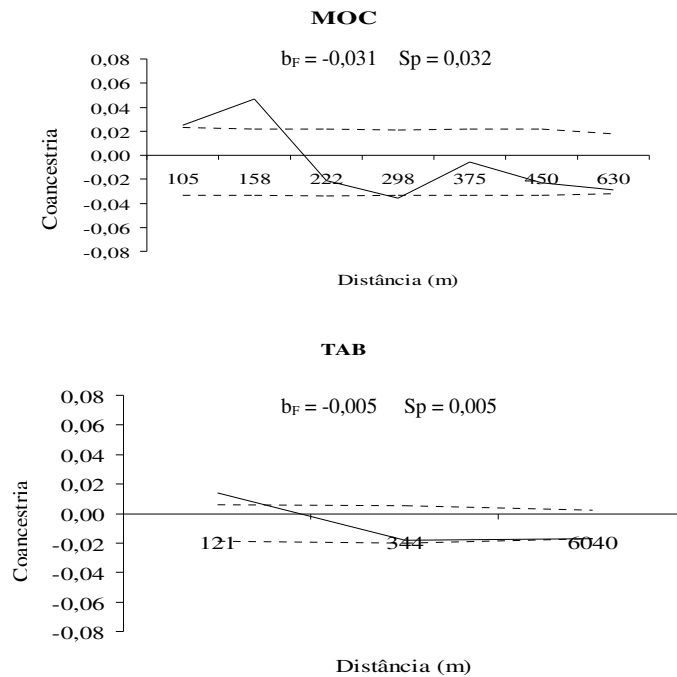 MOC
b_F = -0,031 Sp = 0,032
0,08
0,06
0,04
0,02
0,00
-0,02
-0,04
-0,06
-0,08
Coancestria
105 158 222 298 375 450 630
Distância (m)
TAB
b_F = -0,005 Sp = 0,005
0,08
0,06
0,04
0,02
0,00
-0,02
-0,04
-0,06
-0,08
Coancestria
121 344 6040
Distância (m)